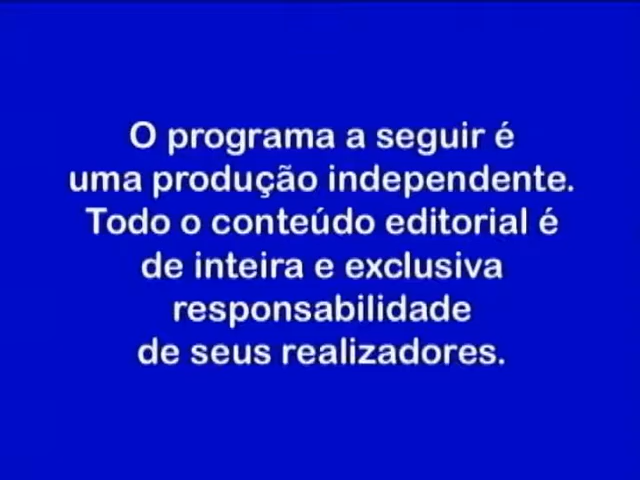 O programa a seguir é
uma produção independente.
Todo o conteúdo editorial é
de inteira e exclusiva
responsabilidade
de seus realizadores.